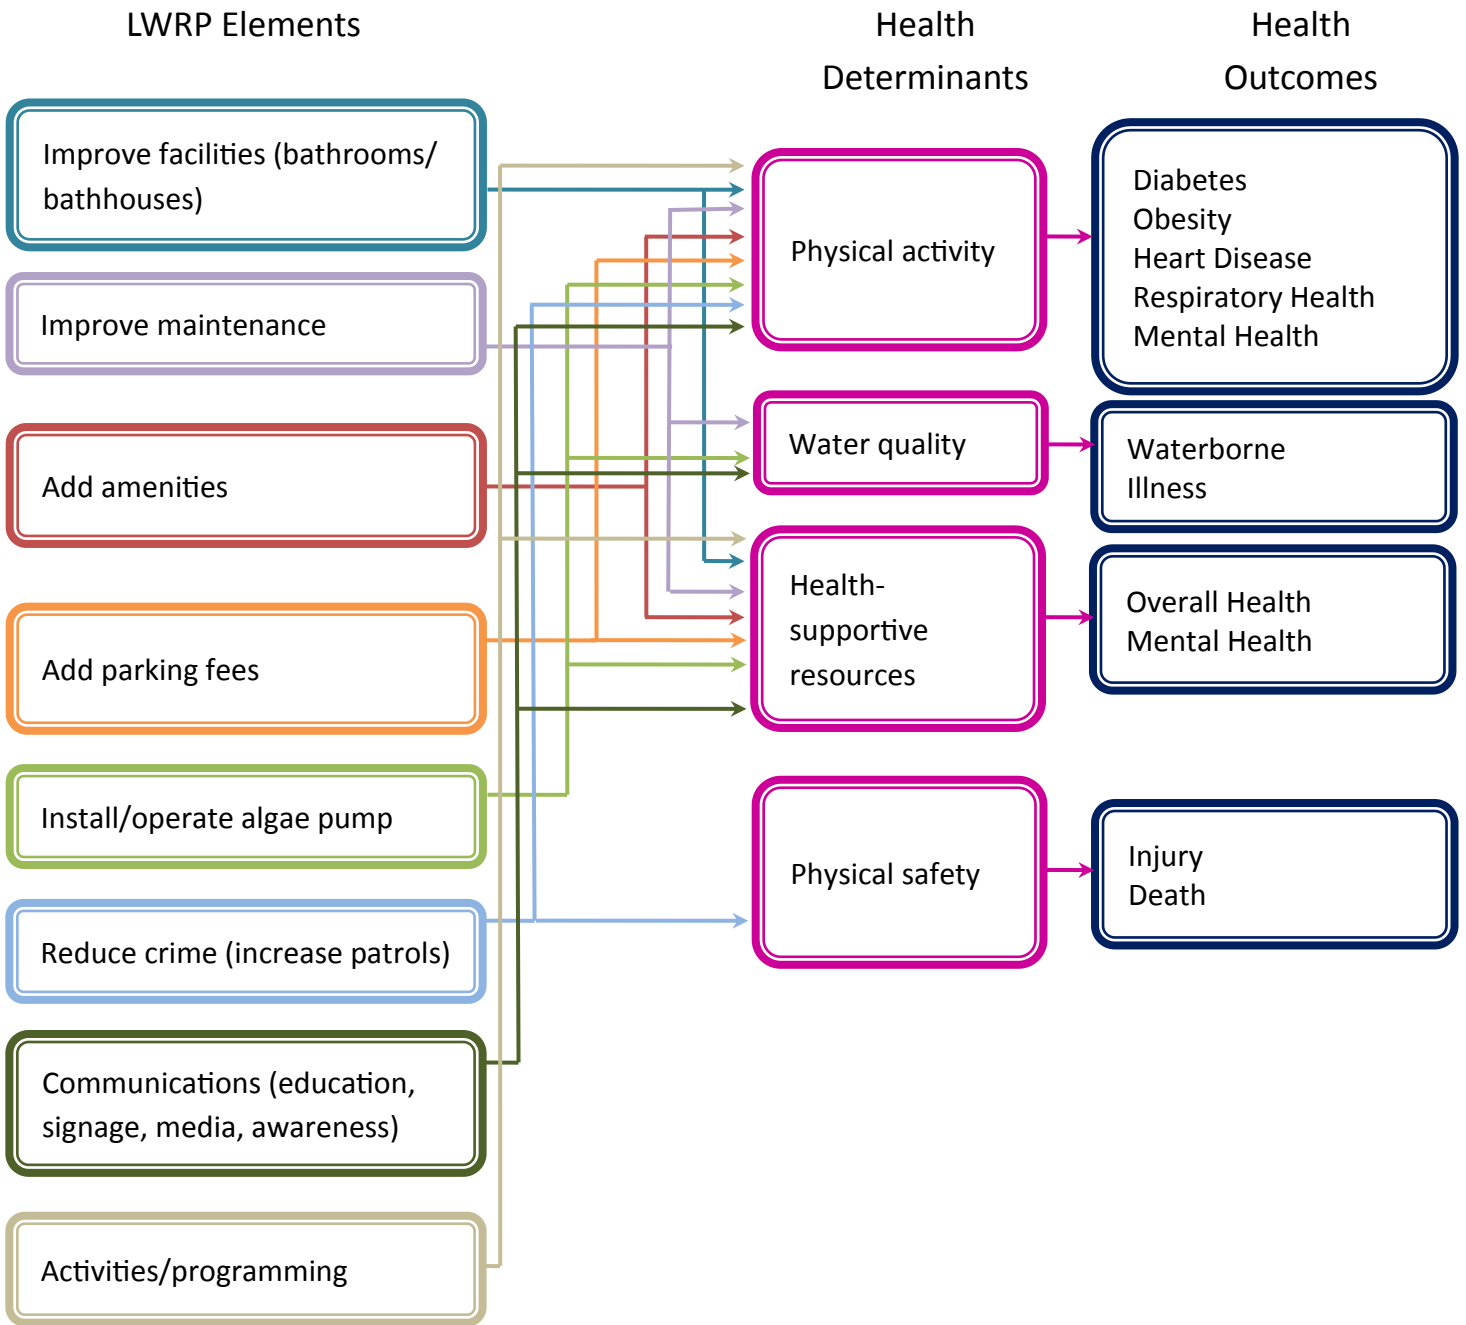 LWRP Elements
Health
Determinants
Health
Outcomes
Improve facilities (bathrooms/
bathhouses)
Improve maintenance
Add amenities
Add parking fees
Install/operate algae pump
Reduce crime (increase patrols)
Communications (education,
signage, media, awareness)
Activities/programming
Physical activity
Water quality
Health-
supportive
resources
Physical safety
Diabetes
Obesity
Heart Disease
Respiratory Health
Mental Health
Waterborne
Illness
Overall Health
Mental Health
Injury
Death